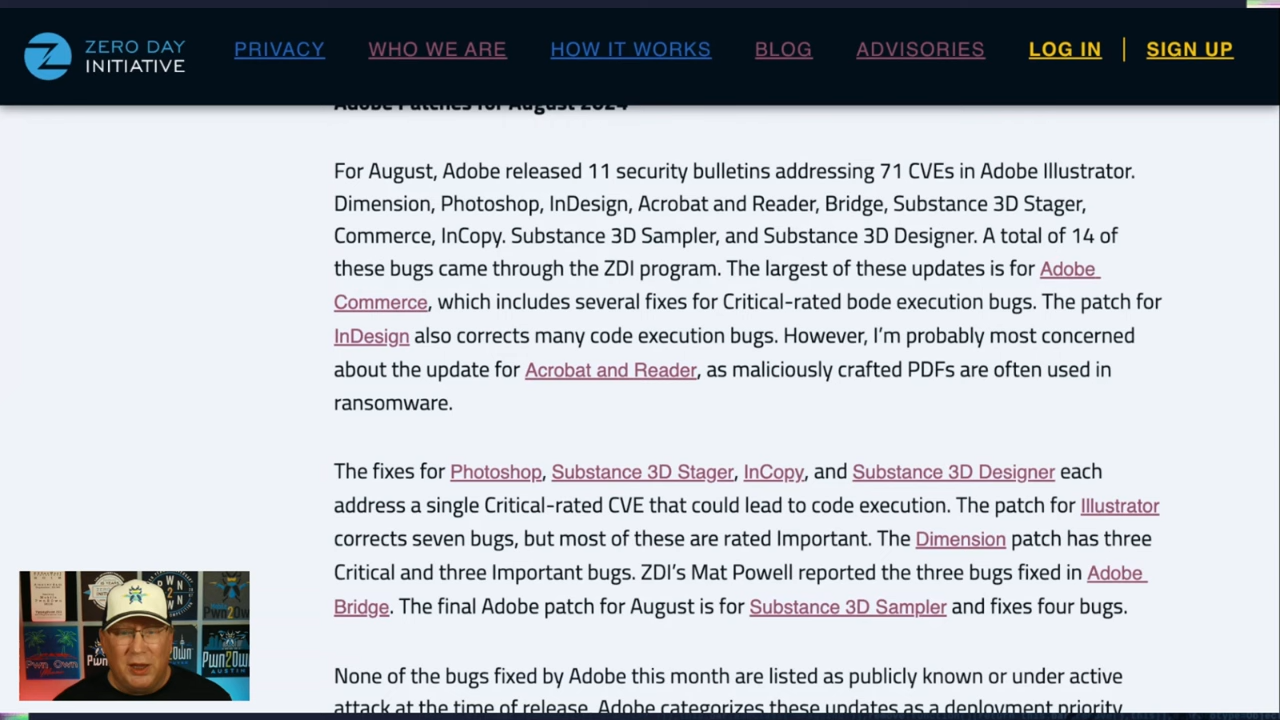 ZERO DAY
INITIATIVE
PRIVACY WHO WE ARE HOW IT WORKS BLOG ADVISORIES LOG IN | SIGN UP
Adobe Patches for August 2024
For August, Adobe released 11 security bulletins addressing 71 CVEs in Adobe Illustrator.
Dimension, Photoshop, InDesign, Acrobat and Reader, Bridge, Substance 3D Stager,
Commerce, InCopy. Substance 3D Sampler, and Substance 3D Designer. A total of 14 of
these bugs came through the ZDI program. The largest of these updates is for Adobe
Commerce, which includes several fixes for Critical-rated bode execution bugs. The patch for
InDesign also corrects many code execution bugs. However, I’m probably most concerned
about the update for Acrobat and Reader, as maliciously crafted PDFs are often used in
ransomware.
The fixes for Photoshop, Substance 3D Stager, InCopy, and Substance 3D Designer each
address a single Critical-rated CVE that could lead to code execution. The patch for Illustrator
corrects seven bugs, but most of these are rated Important. The Dimension patch has three
Critical and three Important bugs. ZDI’s Mat Powell reported the three bugs fixed in Adobe
Bridge. The final Adobe patch for August is for Substance 3D Sampler and fixes four bugs.
None of the bugs fixed by Adobe this month are listed as publicly known or under active
attack at the time of release. Adobe categorizes these updates as a deployment priority
Pwn2Own
AUSTIN